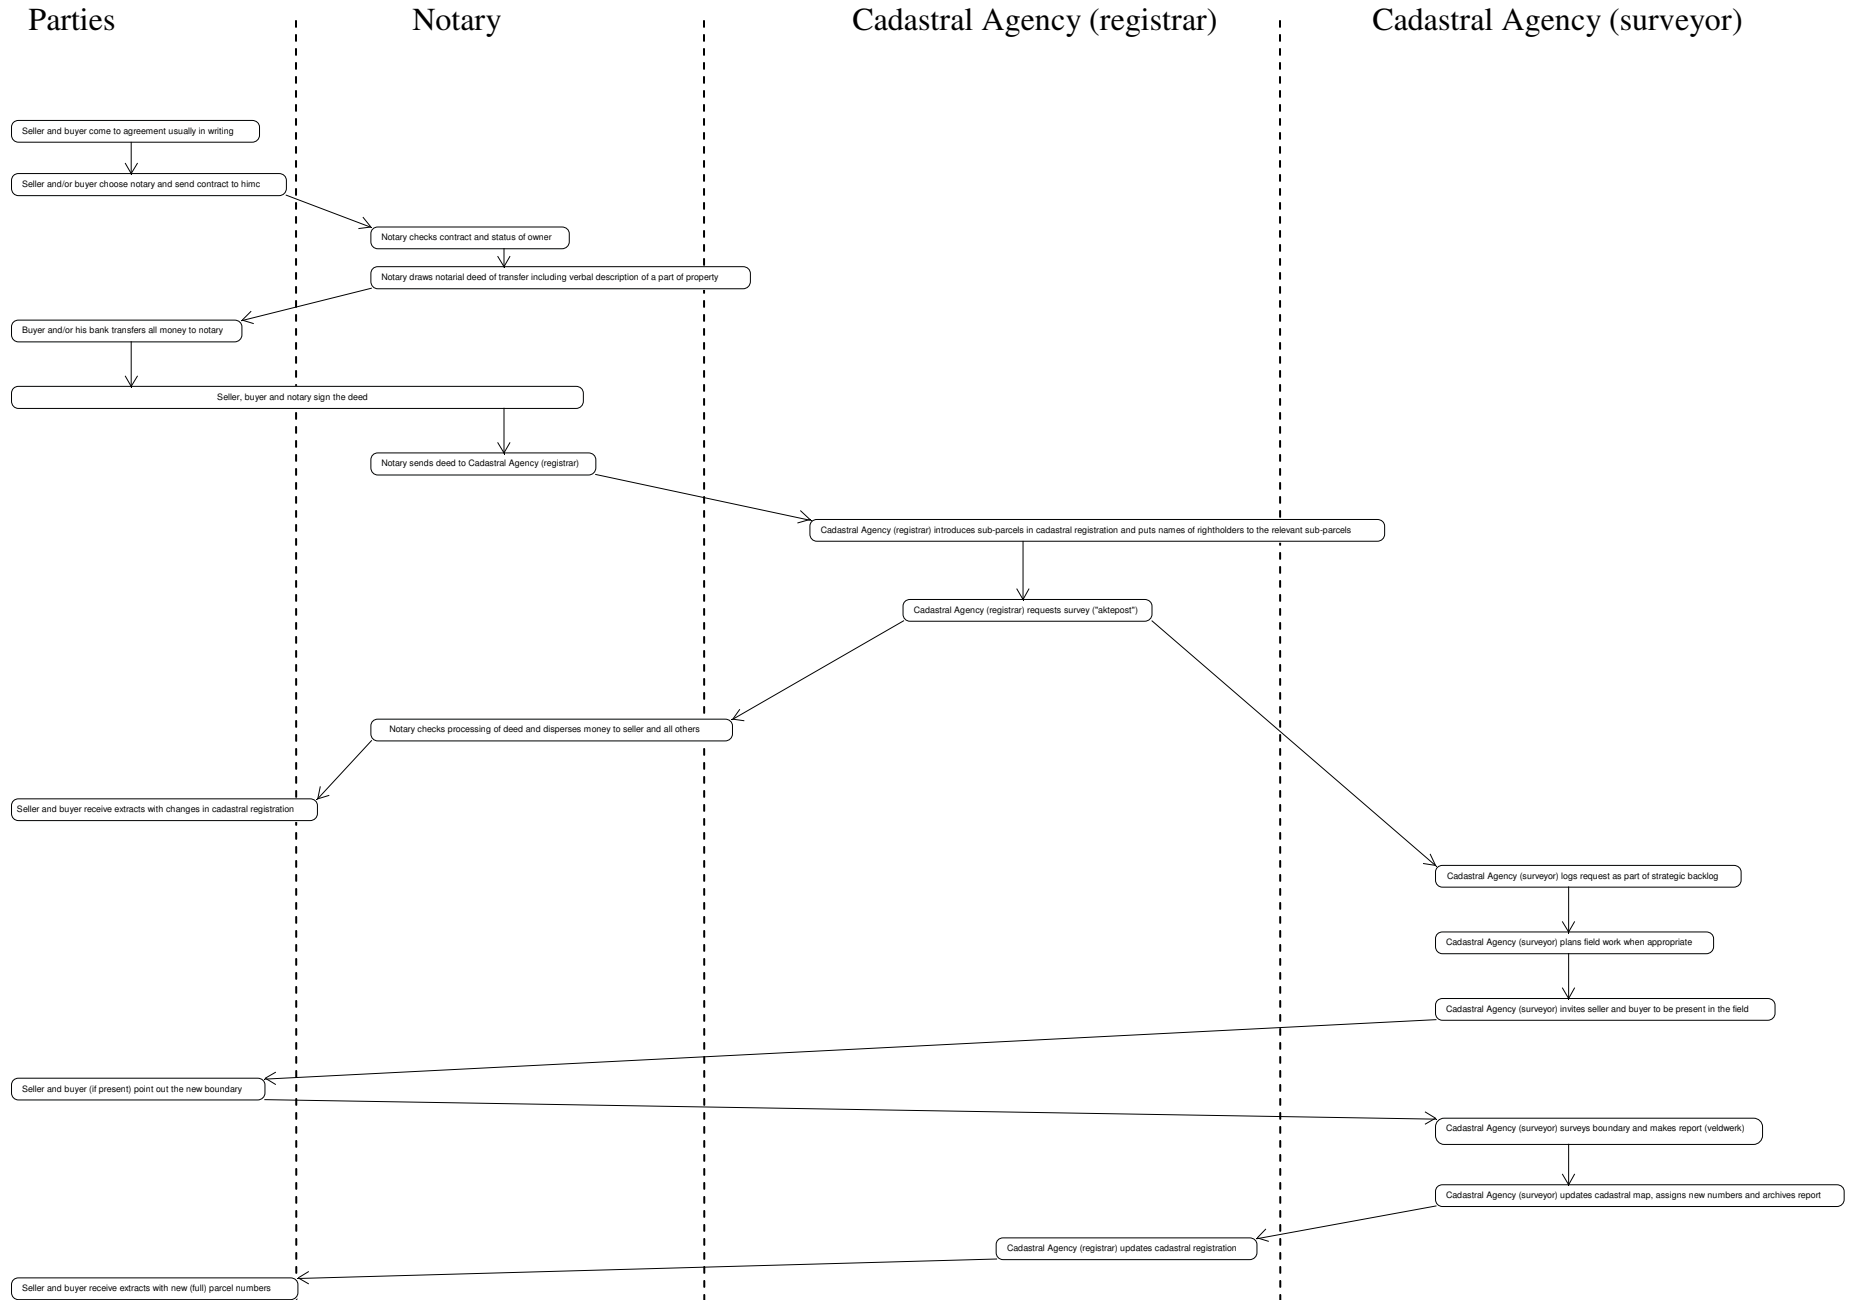 Parties
Notary
Cadastral Agency (registrar)
Cadastral Agency (surveyor)
Seller and buyer come to agreement usually in writing
Seller and/or buyer choose notary and send contract to himc
Notary checks contract and status of owner
Notary draws notarial deed of transfer including verbal description of a part of property
Buyer and/or his bank transfers all money to notary
Seller, buyer and notary sign the deed
Notary sends deed to Cadastral Agency (registrar)
Cadastral Agency (registrar) introduces sub-parcels in cadastral registration and puts names of rightholders to the relevant sub-parcels
Cadastral Agency (registrar) requests survey ("aktepost")
Notary checks processing of deed and disperses money to seller and all others
Seller and buyer receive extracts with changes in cadastral registration
Cadastral Agency (surveyor) logs request as part of strategic backlog
Cadastral Agency (surveyor) plans field work when appropriate
Cadastral Agency (surveyor) invites seller and buyer to be present in the field
Seller and buyer (if present) point out the new boundary
Cadastral Agency (surveyor) surveys boundary and makes report (veldwerk)
Cadastral Agency (surveyor) updates cadastral map, assigns new numbers and archives report
Cadastral Agency (registrar) updates cadastral registration
Seller and buyer receive extracts with new (full) parcel numbers